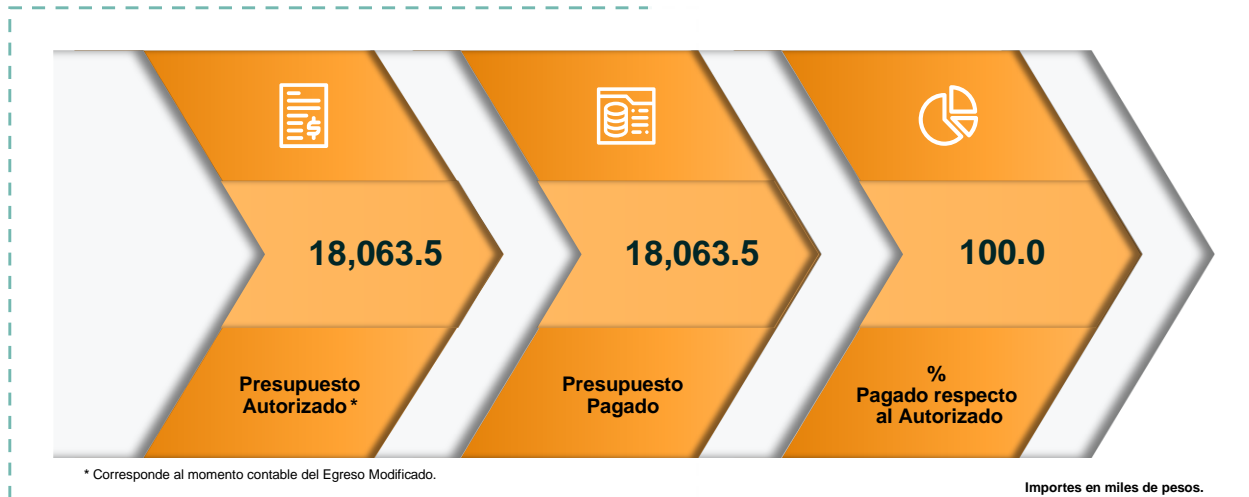 18,063.5
18,063.5
100.0
Presupuesto
Autorizado *
Presupuesto
Pagado
%
Pagado respecto
al Autorizado
* Corresponde al momento contable del Egreso Modificado.
Importes en miles de pesos.